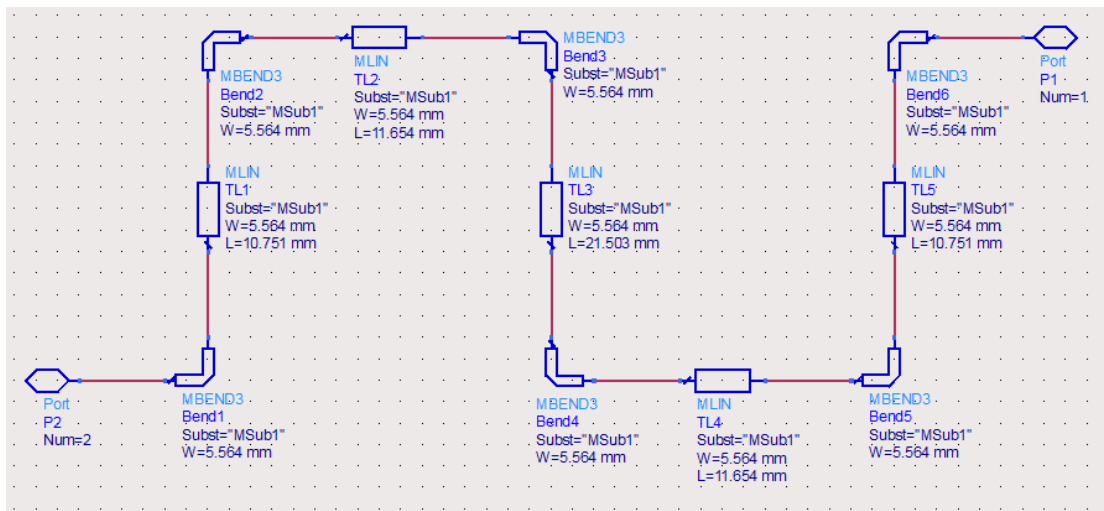 MBEND3
Bend2
Subst="MSub1"
W=5.564 mm
MLIN
TL2
Subst="MSub1"
W=5.564 mm
L=11.654 mm
MBEND3
Bend3
Subst="MSub1"
W=5.564 mm
MBEND3
Bend6
Subst="MSub1"
W=5.564 mm
Port
P1
Num=1
MLIN
TL1
Subst="MSub1"
W=5.564 mm
L=10.751 mm
MLIN
TL3
Subst="MSub1"
W=5.564 mm
L=21.503 mm
MLIN
TL5
Subst="MSub1"
W=5.564 mm
L=10.751 mm
Port
P2
Num=2
MBEND3
Bend1
Subst="MSub1"
W=5.564 mm
MBEND3
Bend4
Subst="MSub1"
W=5.564 mm
MLIN
TL4
Subst="MSub1"
W=5.564 mm
L=11.654 mm
MBEND3
Bend5
Subst="MSub1"
W=5.564 mm